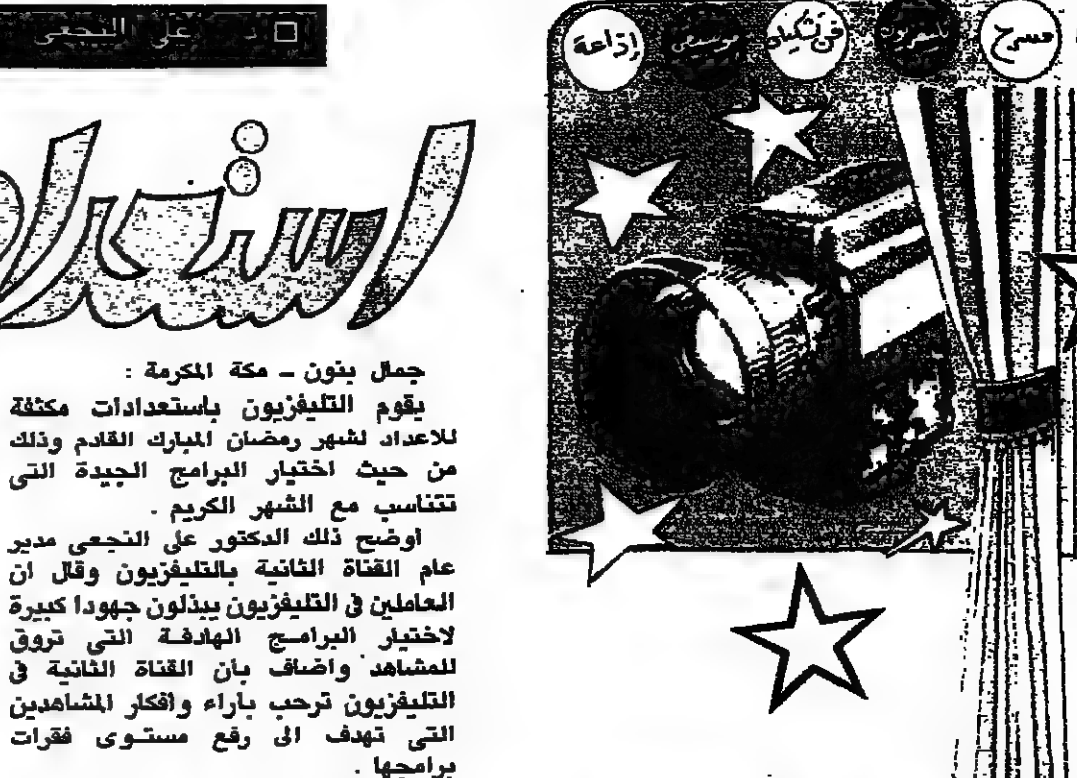 مسرح
تليفزيون
فن تشكيلي
موسيقى
إذاعة
د . على النجعى
جمال بنون - مكة المكرمة :
يقوم التليفزيون باستعدادات مكثفة
للاعداد لشهر رمضان المبارك القادم وذلك
من حيث اختيار البرامج الجيدة التى
تتناسب مع الشهر الكريم .
اوضح ذلك الدكتور على النجعى مدير
عام القناة الثانية بالتليفزيون وقال ان
العاملين فى التليفزيون يبذلون جهودا كبيرة
لاختيار البرامج الهادفة التى تروق
للمشاهد واضاف بأن القناة الثانية فى
التليفزيون ترحب باراء وافكار المشاهدين
التى تهدف الى رفع مستوى فقرات
برامجها .